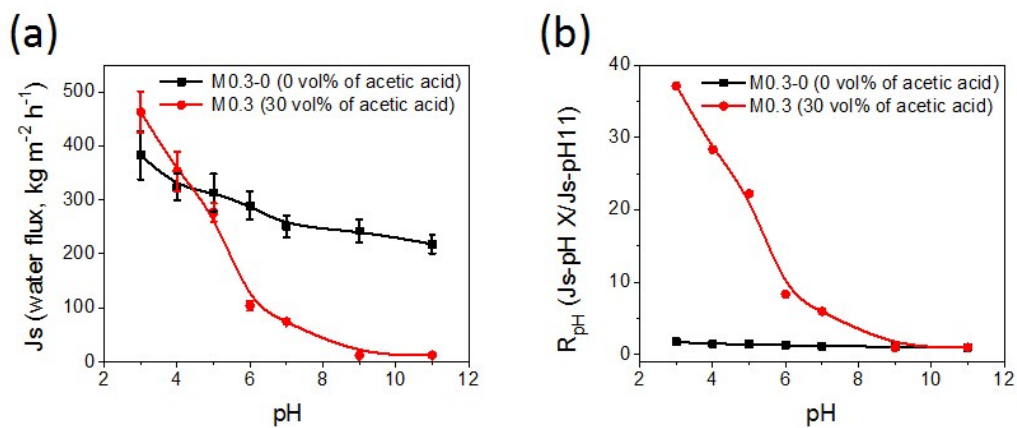 (a)
M0.3-0 (0 vol% of acetic acid)
M0.3 (30 vol% of acetic acid)
Js (water flux, kg m⁻² h⁻¹)
500
400
300
200
100
0
2 4 6 8 10 12
pH
(b)
M0.3-0 (0 vol% of acetic acid)
M0.3 (30 vol% of acetic acid)
R_pH (Js-pH X/Js-pH11)
40
30
20
10
0
2 4 6 8 10 12
pH